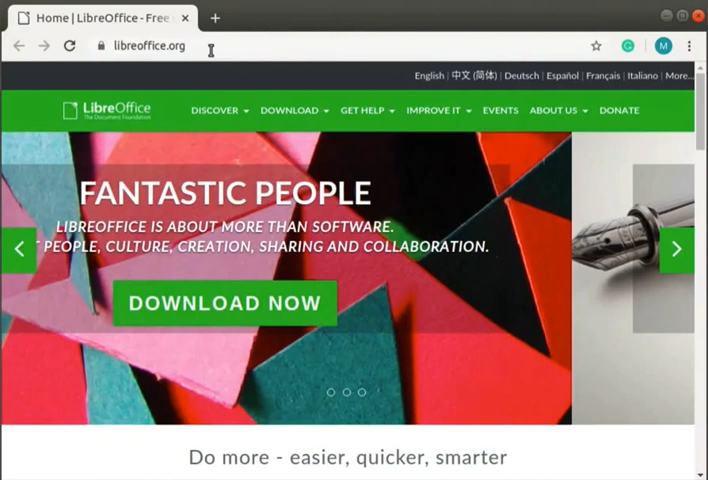 Home | LibreOffice - Free
libreoffice.org
M
English | 中文 (简体) | Deutsch | Español | Français | Italiano | More...
LibreOffice
The Document Foundation
DISCOVER DOWNLOAD GET HELP IMPROVE IT EVENTS ABOUT US DONATE
FANTASTIC PEOPLE
LIBREOFFICE IS ABOUT MORE THAN SOFTWARE.
PEOPLE, CULTURE, CREATION, SHARING AND COLLABORATION.
DOWNLOAD NOW
Do more - easier, quicker, smarter